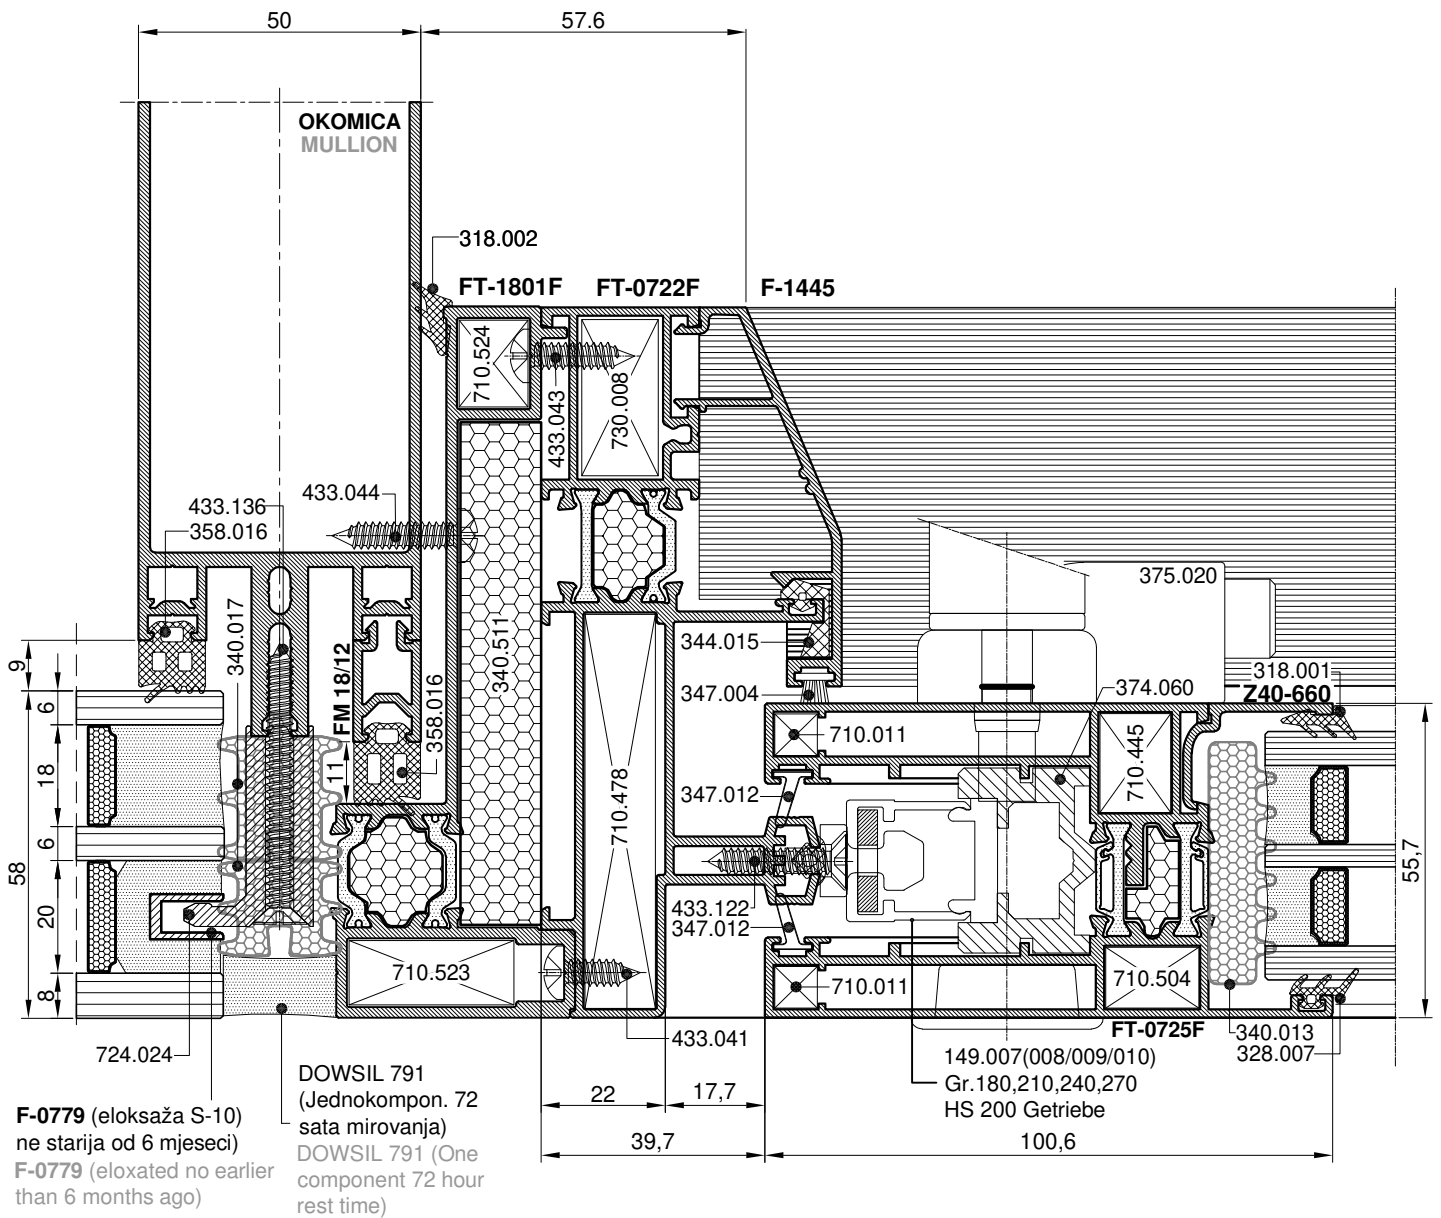 50
57.6
OKOMICA
MULLION
318.002
FT-1801F
FT-0722F
F-1445
710.524
433.043
730.008
433.044
433.136
358.016
375.020
340.017
340.511
FM 18/12
344.015
9
318.001
358.016
347.004
374.060
Z40-660
6
710.011
18
11
710.445
347.012
710.478
6
58
55,7
20
433.122
347.012
710.523
8
710.011
710.504
FT-0725F
340.013
433.041
724.024
328.007
149.007(008/009/010)
Gr.180,210,240,270
HS 200 Getriebe
DOWSIL 791
(Jednokompon. 72
sata mirovanja)
DOWSIL 791 (One
component 72 hour
rest time)
22
17,7
F-0779 (eloksaža S-10)
ne starija od 6 mjeseci)
F-0779 (eloxated no earlier
than 6 months ago)
39,7
100,6